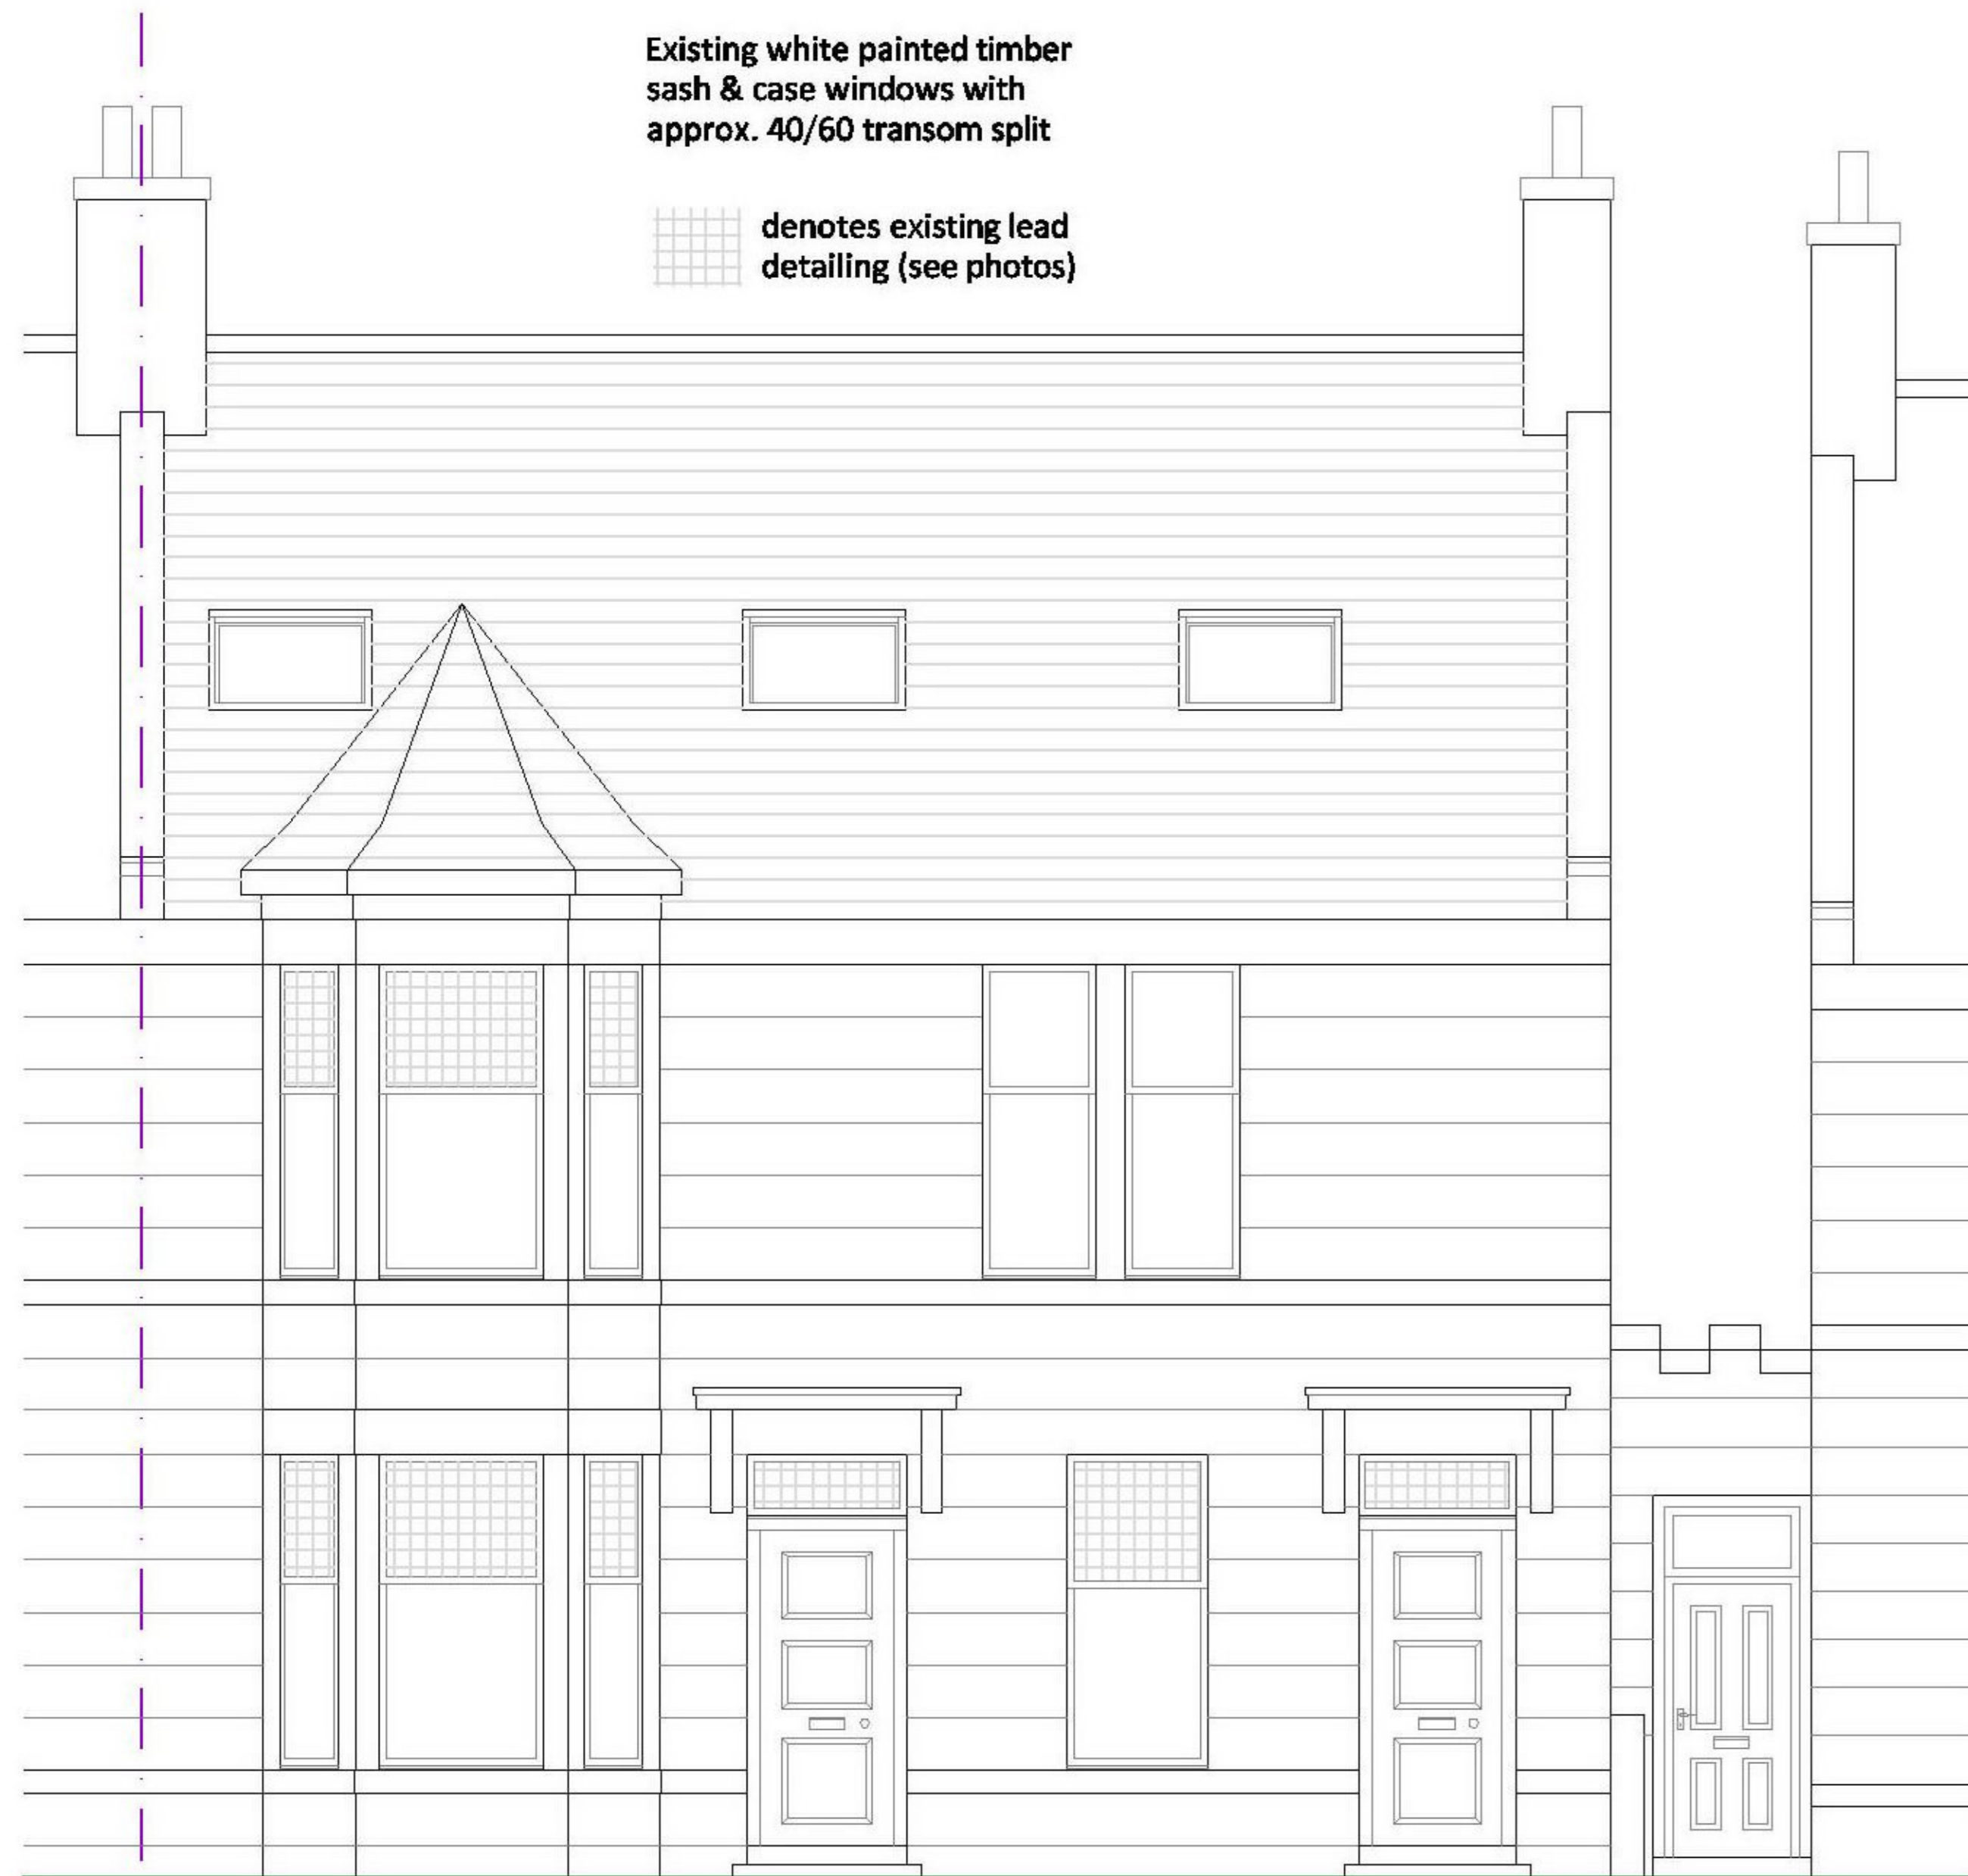 Existing white painted timber
sash & case windows with
approx. 40/60 transom split
denotes existing lead
detailing (see photos)